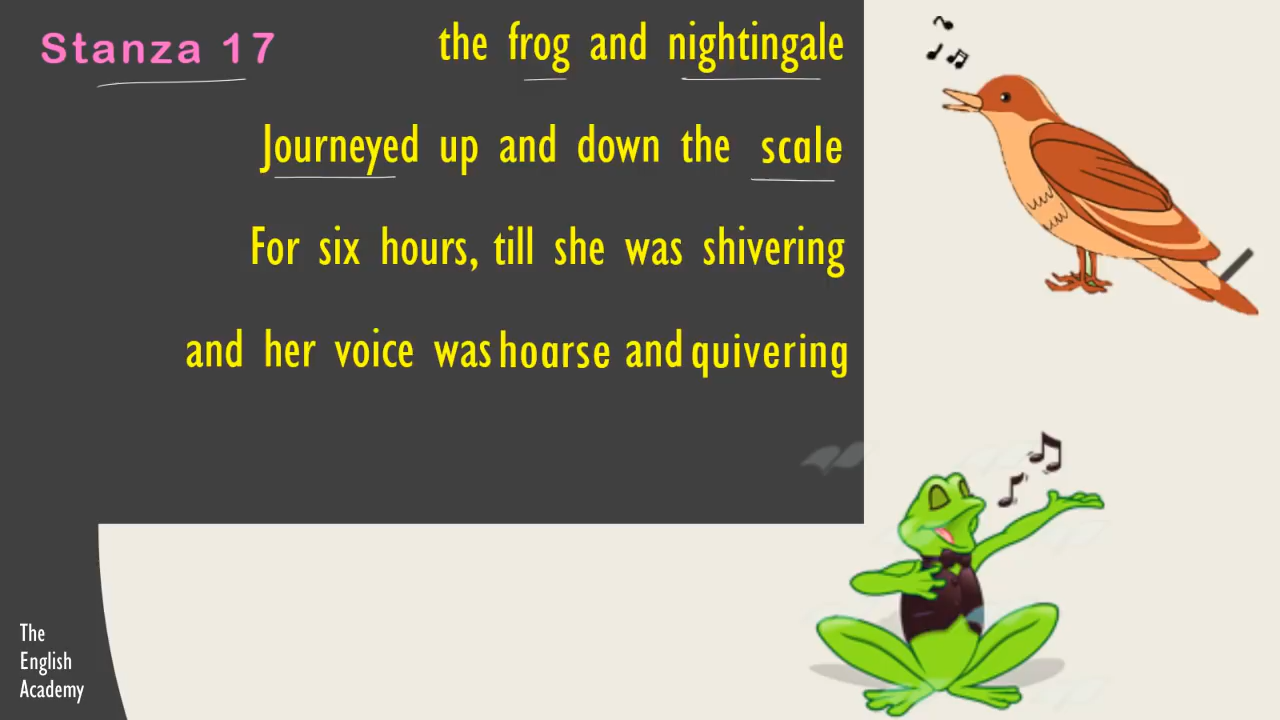 Stanza 17
the frog and nightingale
Journeyed up and down the scale
For six hours, till she was shivering
and her voice was hoarse and quivering
The
English
Academy